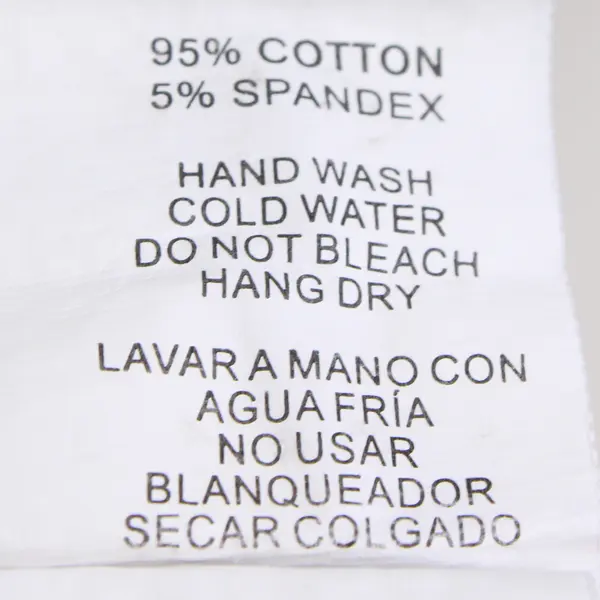 95% COTTON
5% SPANDEX
HAND WASH
COLD WATER
DO NOT BLEACH
HANG DRY
LAVAR A MANO CON
AGUA FRÍA
NO USAR
BLANQUEADOR
SECAR COLGADO